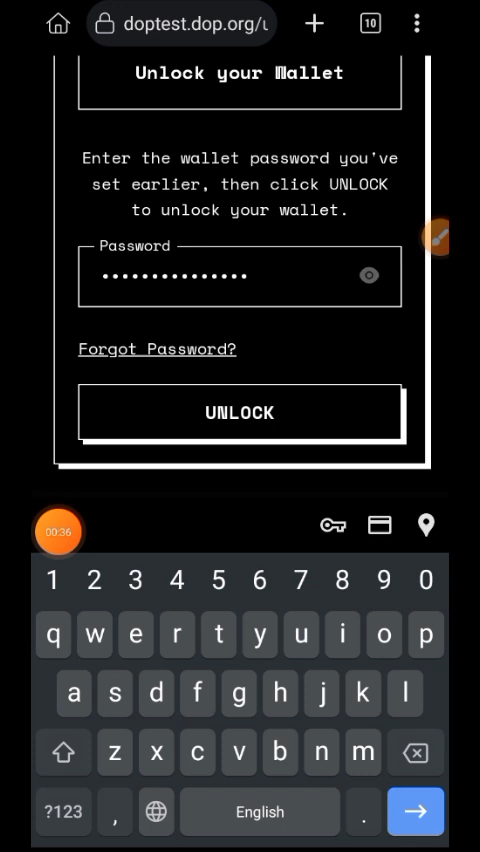 doptest.dop.org/u
10
Unlock your Wallet
Enter the wallet password you've
set earlier, then click UNLOCK
to unlock your wallet.
Password
•••••••••••••••
Forgot Password?
UNLOCK
00:36
1 2 3 4 5 6 7 8 9 0
q w e r t y u i o p
a s d f g h j k l
z x c v b n m
?123 , English .